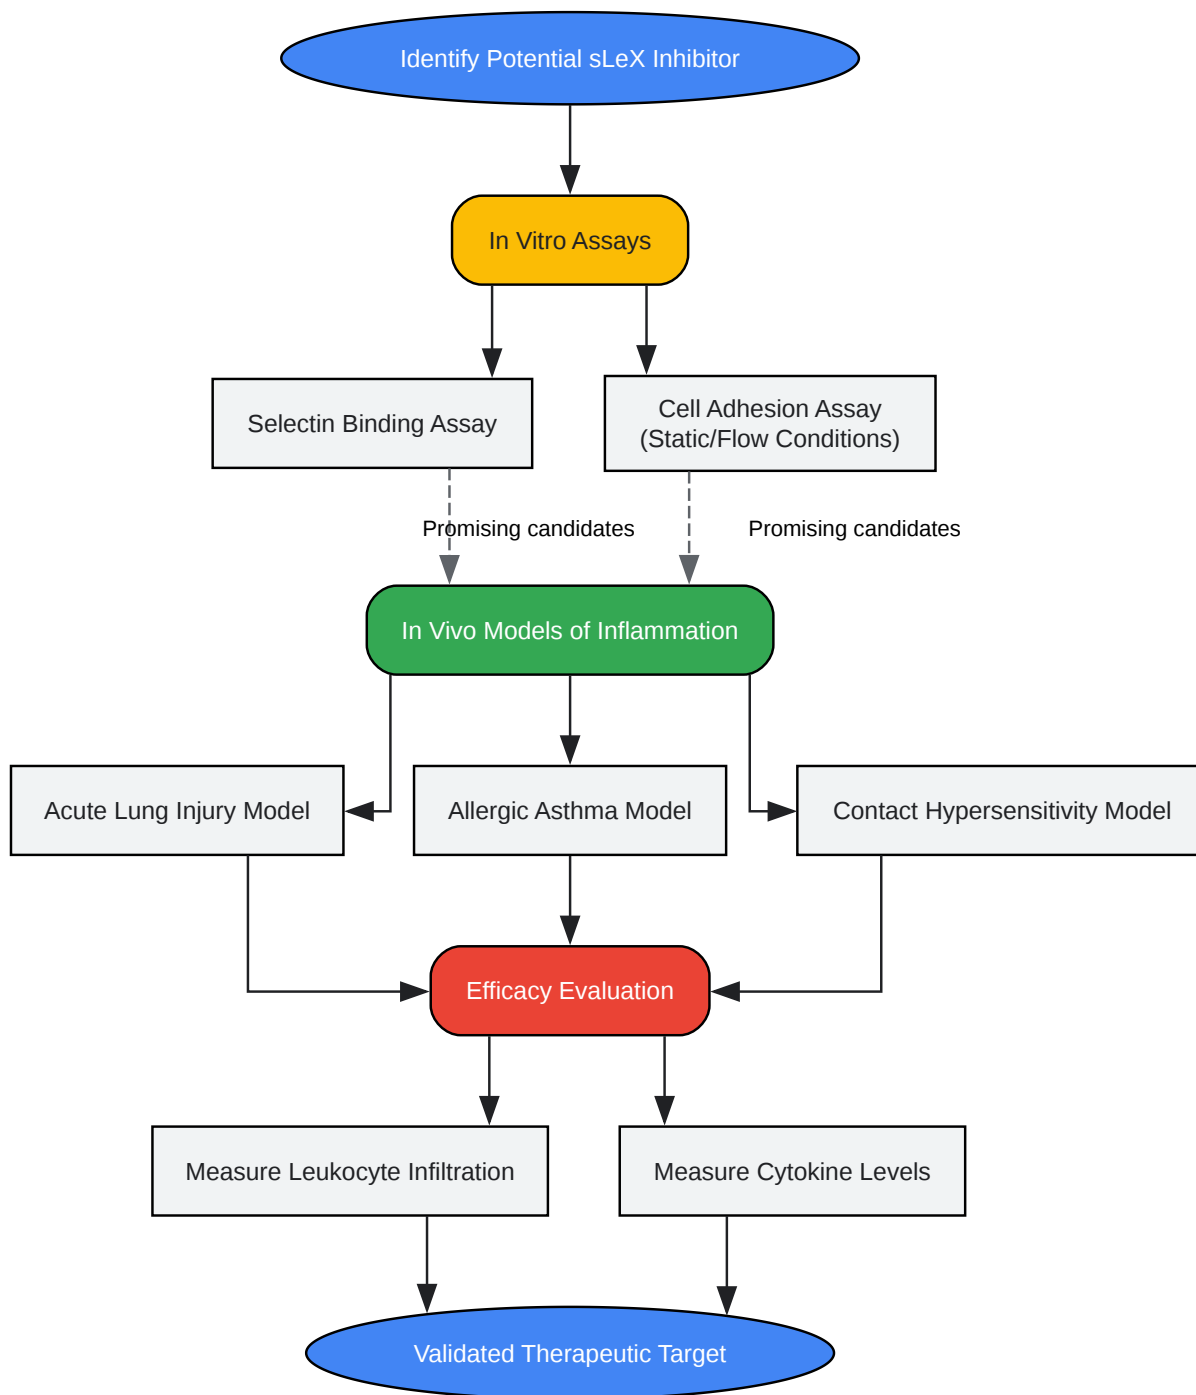 Identify Potential sLeX Inhibitor
In Vitro Assays
Selectin Binding Assay
Cell Adhesion Assay
(Static/Flow Conditions)
Promising candidates
Promising candidates
In Vivo Models of Inflammation
Acute Lung Injury Model
Allergic Asthma Model
Contact Hypersensitivity Model
Efficacy Evaluation
Measure Leukocyte Infiltration
Measure Cytokine Levels
Validated Therapeutic Target